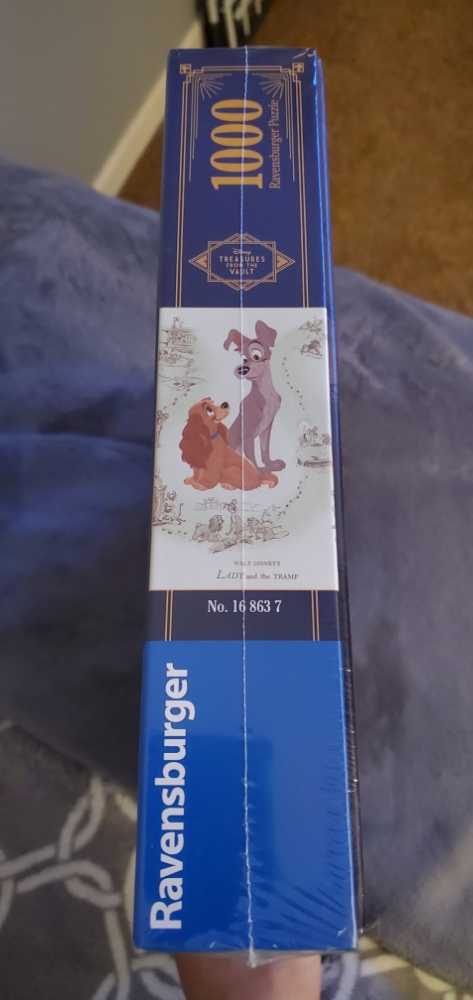 1000
Ravensburger Puzzle
Disney
TREASURES
FROM THE
VAULT
WALT DISNEY'S
LADY and the TRAMP
No. 16 863 7
Ravensburger